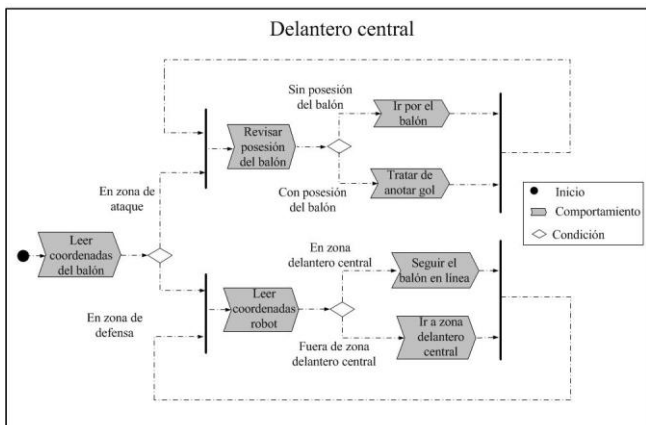 Delantero central
Sin posesión
del balón
Ir por el
balón
Revisar
posesión
del balón
Tratar de
anotar gol
Con posesión
del balón
En zona de
ataque
Leer
coordenadas
del balón
En zona de
defensa
En zona
delantero central
Seguir el
balón en línea
Leer
coordenadas
robot
Ir a zona
delantero
central
Fuera de zona
delantero central
Inicio
Comportamiento
Condición